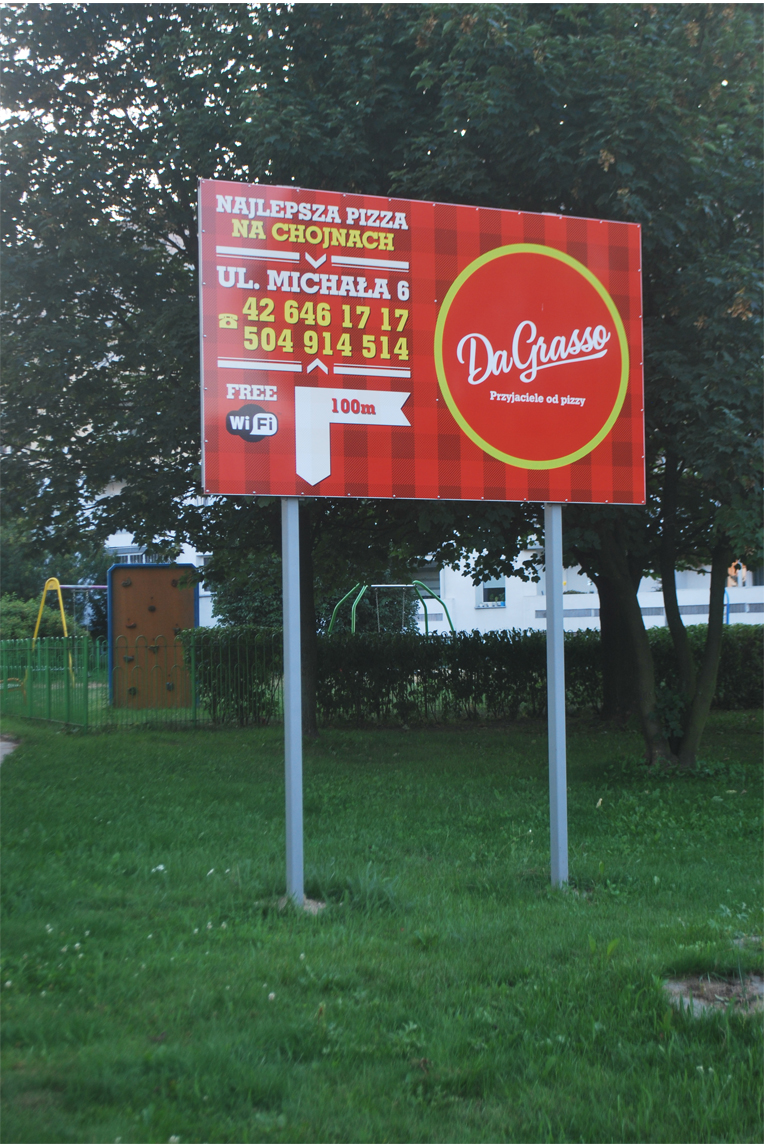 NAJLEPSZA PIZZA
NA CHOJNACH
UL. MICHAŁA 6
42 646 17 17
504 914 514
FREE
WiFi
100m
DaGrasso
Przyjaciele od pizzy